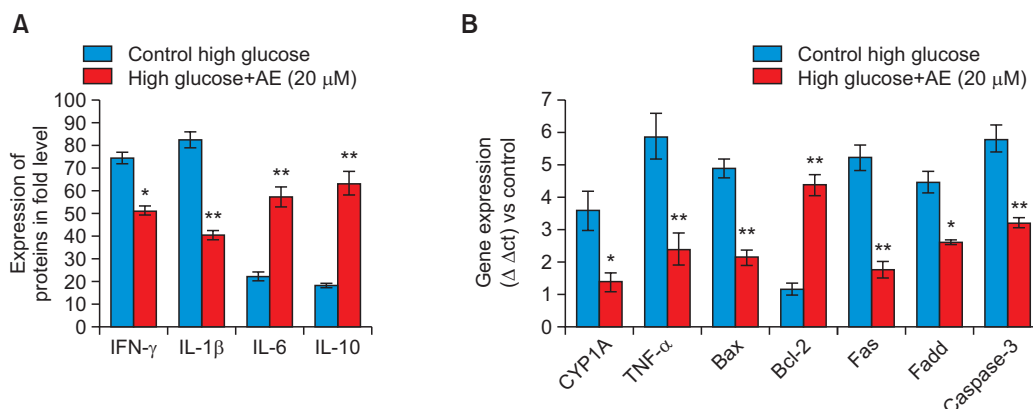 A
Control high glucose
High glucose+AE (20 μM)
Expression of
proteins in fold level
100
90
80
70
60
50
40
30
20
10
0
*
**
**
**
IFN-γ
IL-1β
IL-6
IL-10
B
Control high glucose
High glucose+AE (20 μM)
Gene expression
(Δ Δct) vs control
7
6
5
4
3
2
1
0
*
**
**
**
**
*
**
CYP1A
TNF-α
Bax
Bcl-2
Fas
Fadd
Caspase-3